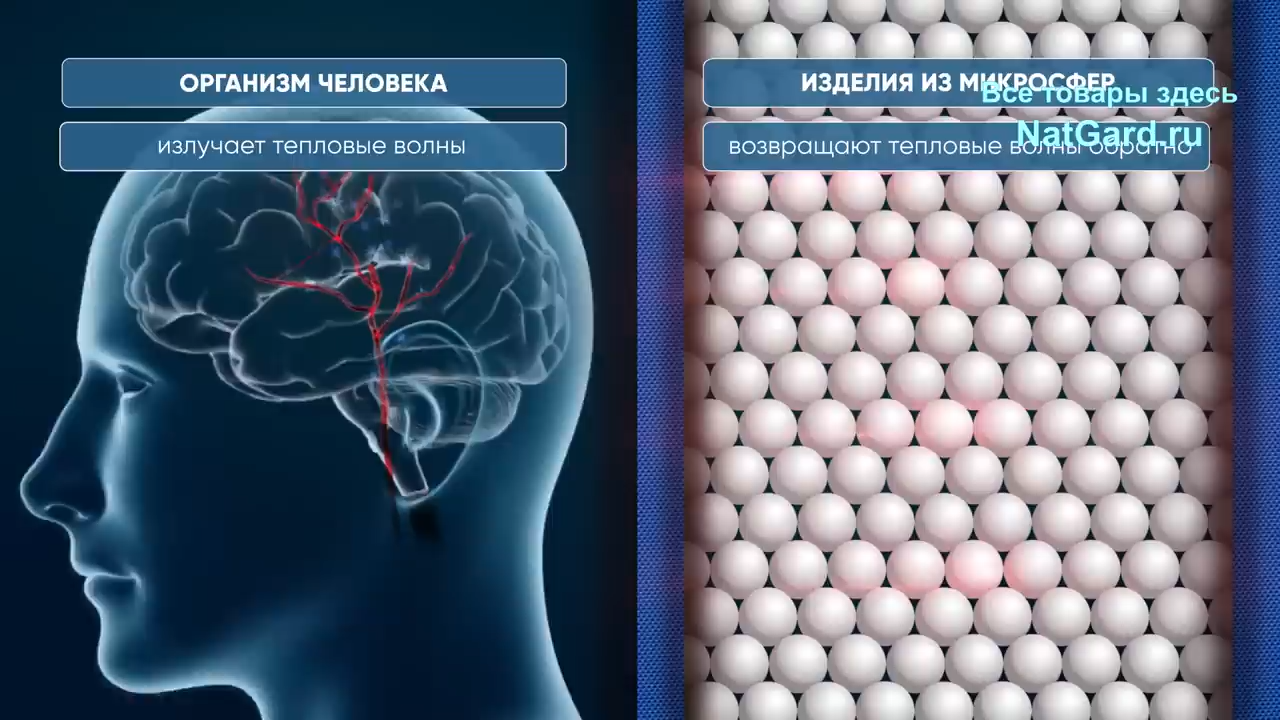 ОРГАНИЗМ ЧЕЛОВЕКА
излучает тепловые волны
ИЗДЕЛИЯ ИЗ МИКРОСФЕР
Все товары здесь
NatGard.ru
возвращают тепловые волны обратно